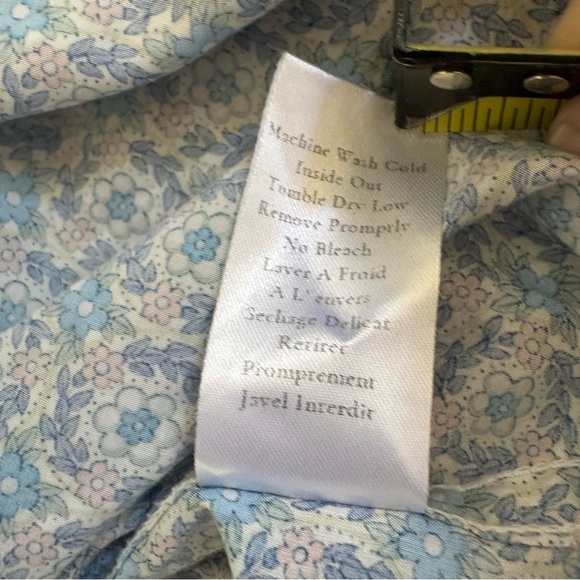 Machine Wash Cold
Inside Out
Tumble Dry Low
Remove Promptly
No Bleach
Laver A Froid
A L' envers
Sechage Delicat
Retirer
Promptement
Javel Interdit